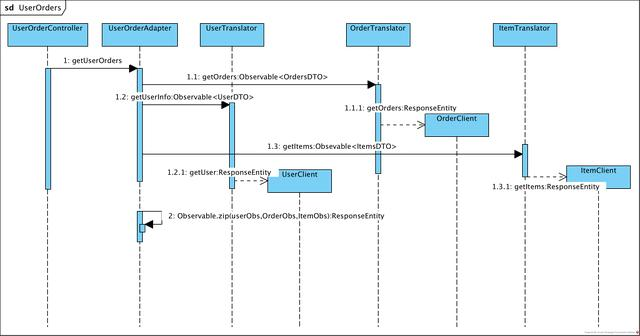 sd UserOrders
UserOrderController
UserOrderAdapter
UserTranslator
OrderTranslator
ItemTranslator
1: getUserOrders
1.1: getOrders:Observable<OrdersDTO>
1.2: getUserInfo:Observable<UserDTO>
1.1.1: getOrders:ResponseEntity
OrderClient
1.3: getItems:Obsevable<ItemsDTO>
1.2.1: getUser:ResponseEntity
UserClient
ItemClient
1.3.1: getItems:ResponseEntity
2: Observable.zip(userObs,OrderObs,ItemObs):ResponseEntity